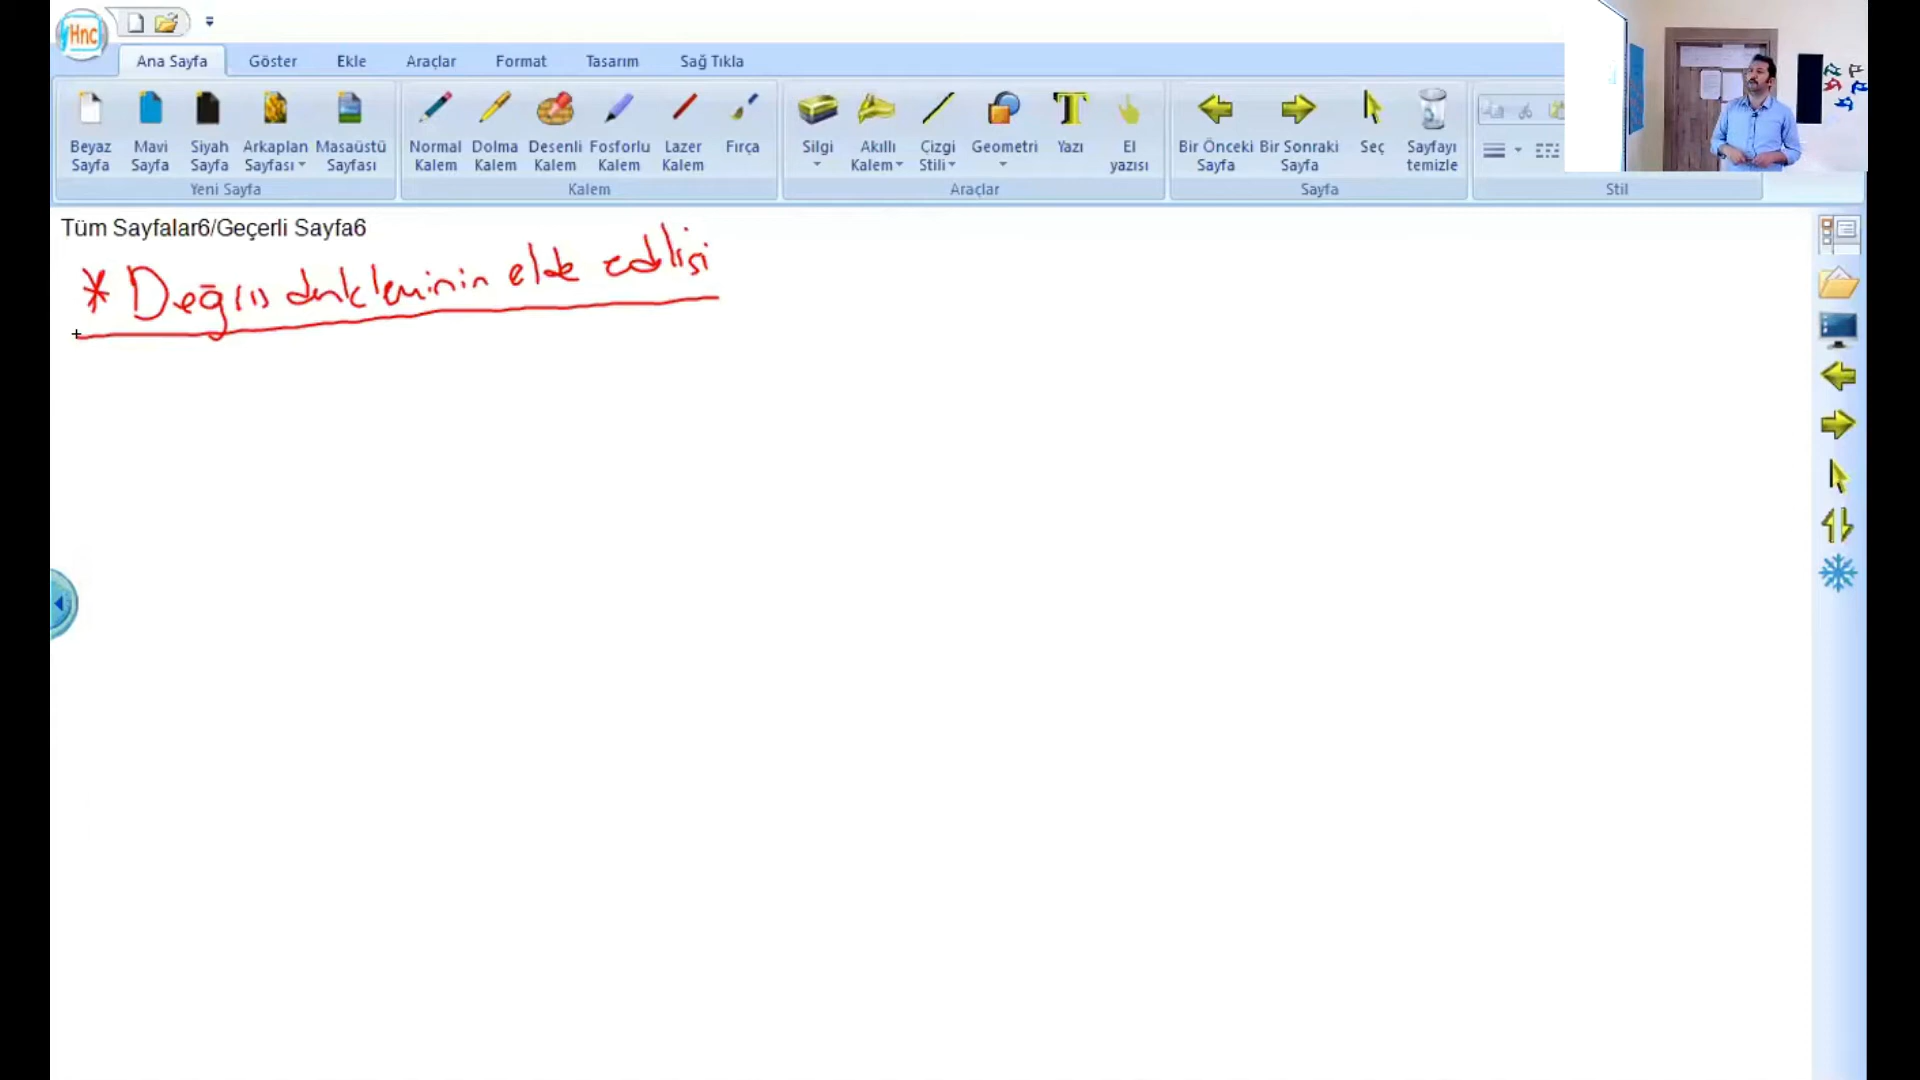 Hnc
Ana Sayfa Göster Ekle Araçlar Format Tasarım Sağ Tıkla
Beyaz Sayfa Mavi Sayfa Siyah Sayfa Arkaplan Sayfası Masaüstü Sayfası
Yeni Sayfa
Normal Kalem Dolma Kalem Desenli Kalem Fosforlu Kalem Lazer Kalem Fırça
Kalem
Silgi Akıllı Kalem Çizgi Stili Geometri Yazı El yazısı
Araçlar
Bir Önceki Sayfa Bir Sonraki Sayfa Seç Sayfayı temizle
Sayfa
Stil
Tüm Sayfalar6/Geçerli Sayfa6
* Değrııs denkleminin elde edilişi